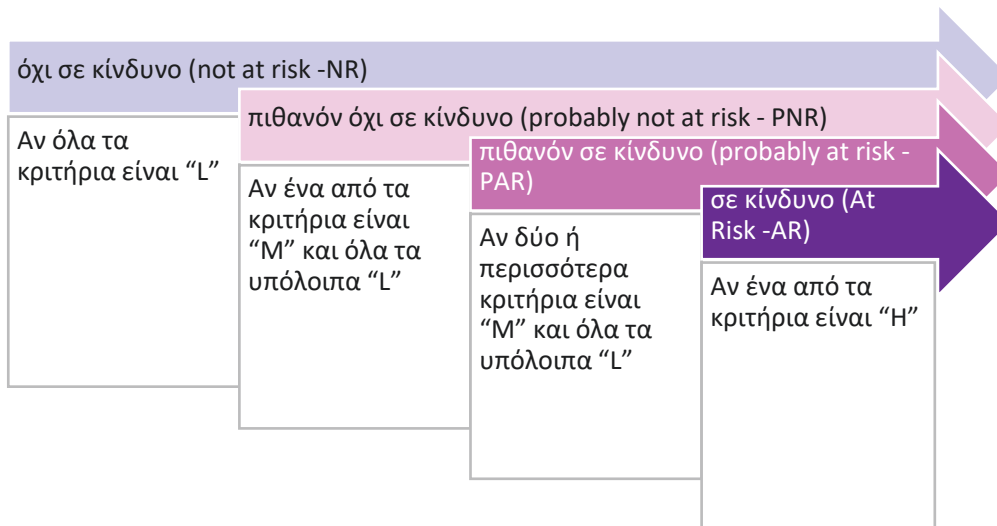 όχι σε κίνδυνο (not at risk -NR)
Αν όλα τα
κριτήρια είναι “L”
πιθανόν όχι σε κίνδυνο (probably not at risk - PNR)
Αν ένα από τα
κριτήρια είναι
“M” και όλα τα
υπόλοιπα “L”
πιθανόν σε κίνδυνο (probably at risk -
PAR)
Αν δύο ή
περισσότερα
κριτήρια είναι
“M” και όλα τα
υπόλοιπα “L”
σε κίνδυνο (At
Risk -AR)
Αν ένα από τα
κριτήρια είναι “H”